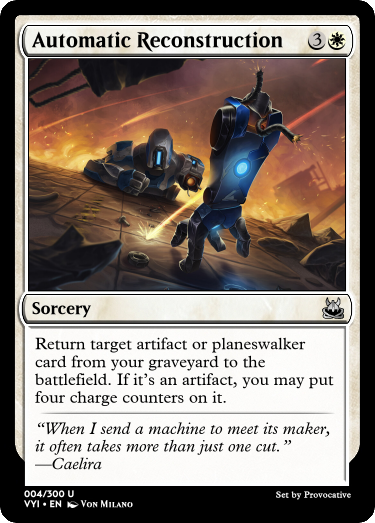 Automatic Reconstruction 3
Sorcery
Return target artifact or planeswalker
card from your graveyard to the
battlefield. If it's an artifact, you may put
four charge counters on it.
“When I send a machine to meet its maker,
it often takes more than just one cut.”
—Caelira
004/300 U
VYI • EN Von Milano
Set by Provocative